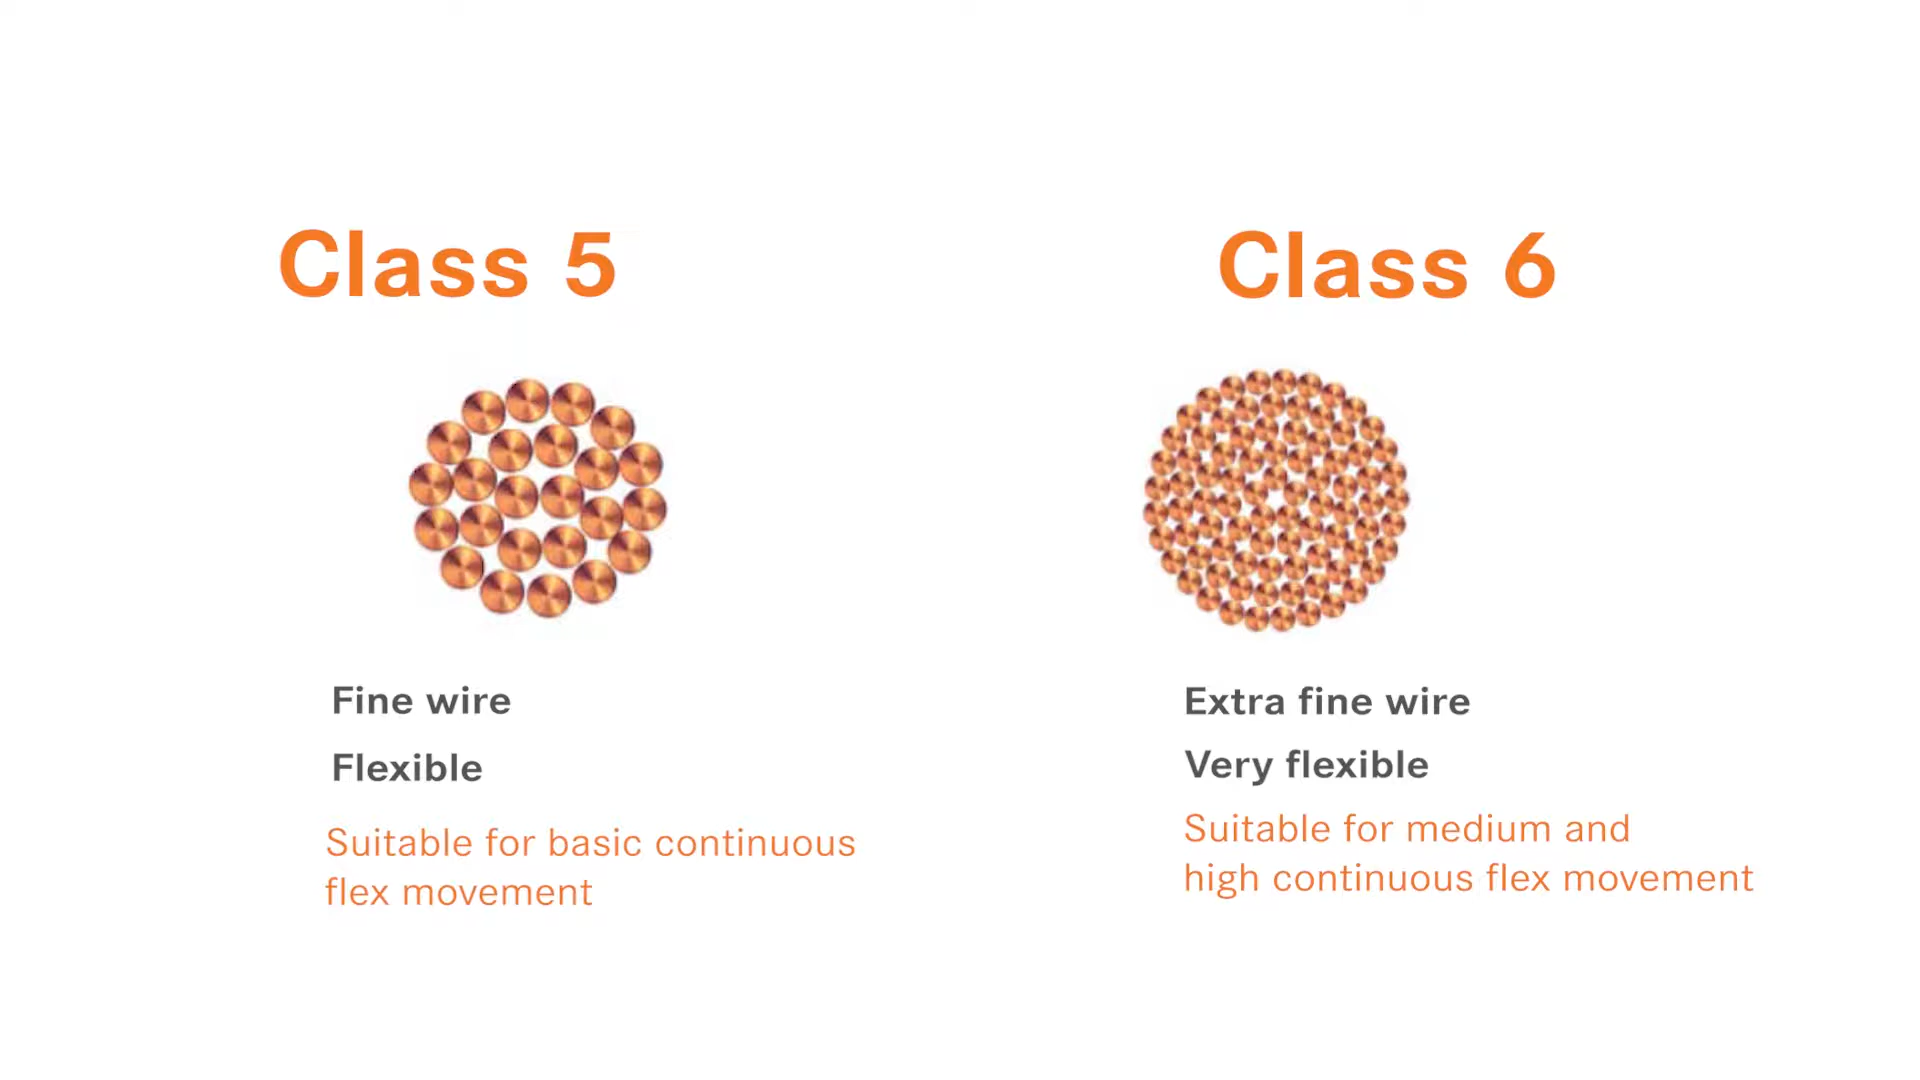 Class 5
Fine wire
Flexible
Suitable for basic continuous
flex movement
Class 6
Extra fine wire
Very flexible
Suitable for medium and
high continuous flex movement